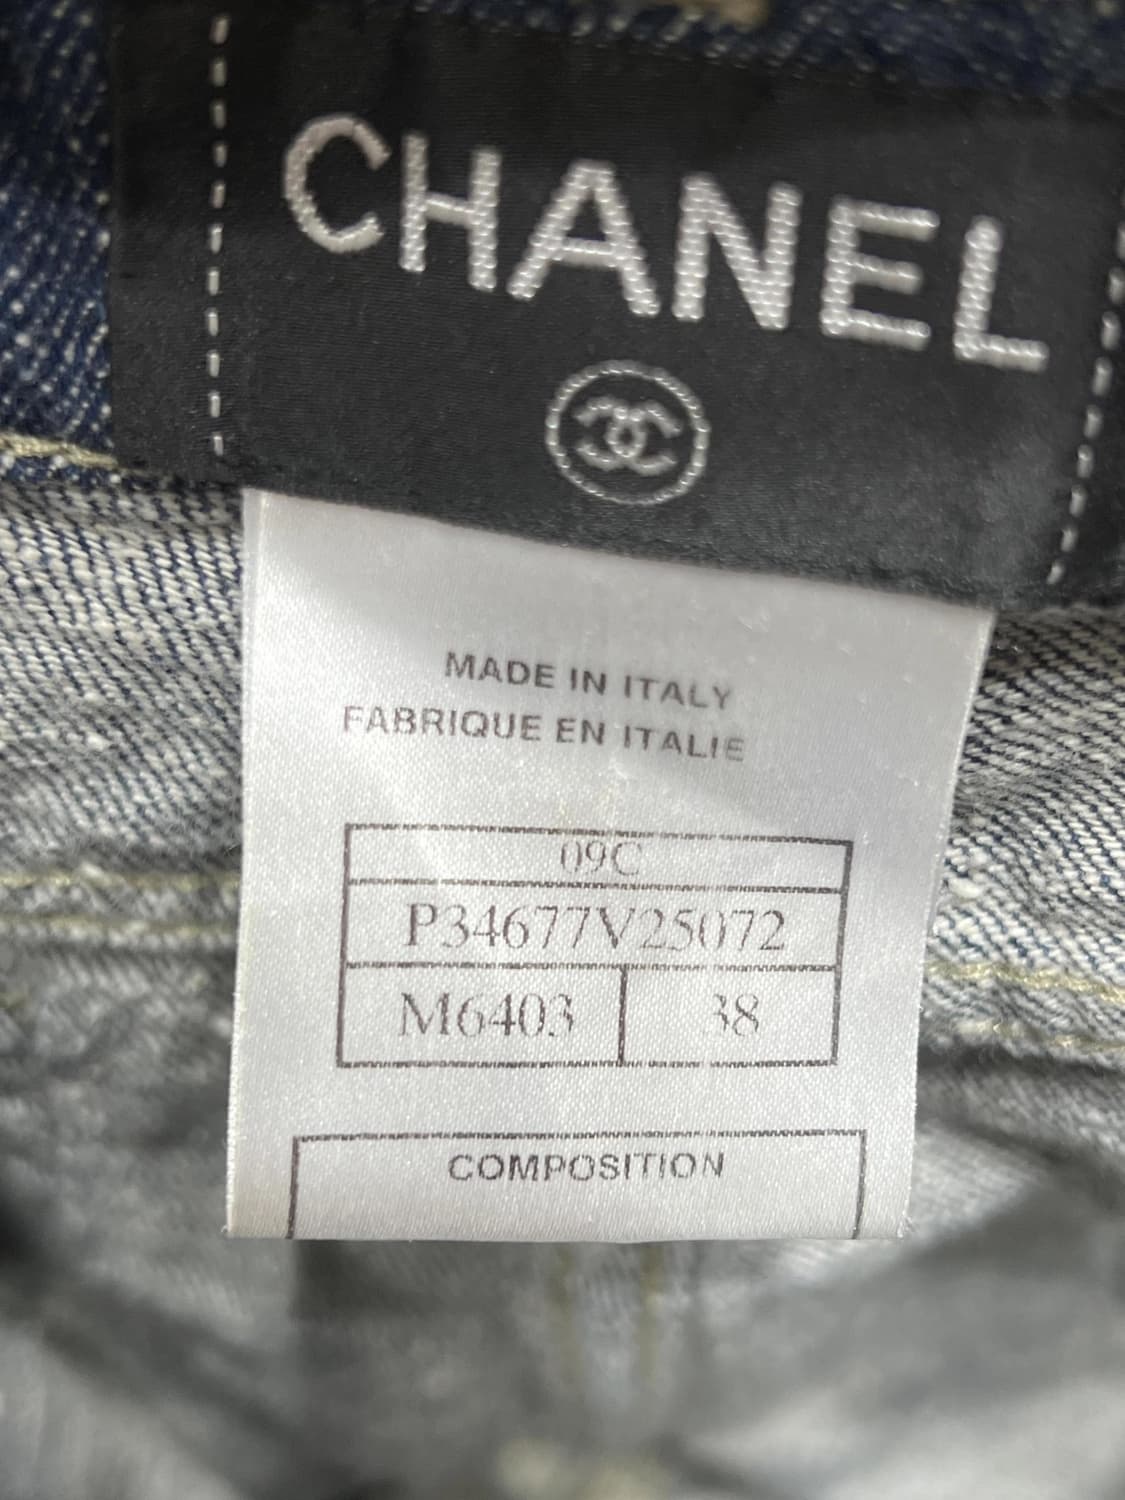 CHANEL
MADE IN ITALY
FABRIQUE EN ITALIE
09C
P34677V25072
M6403 38
COMPOSITION